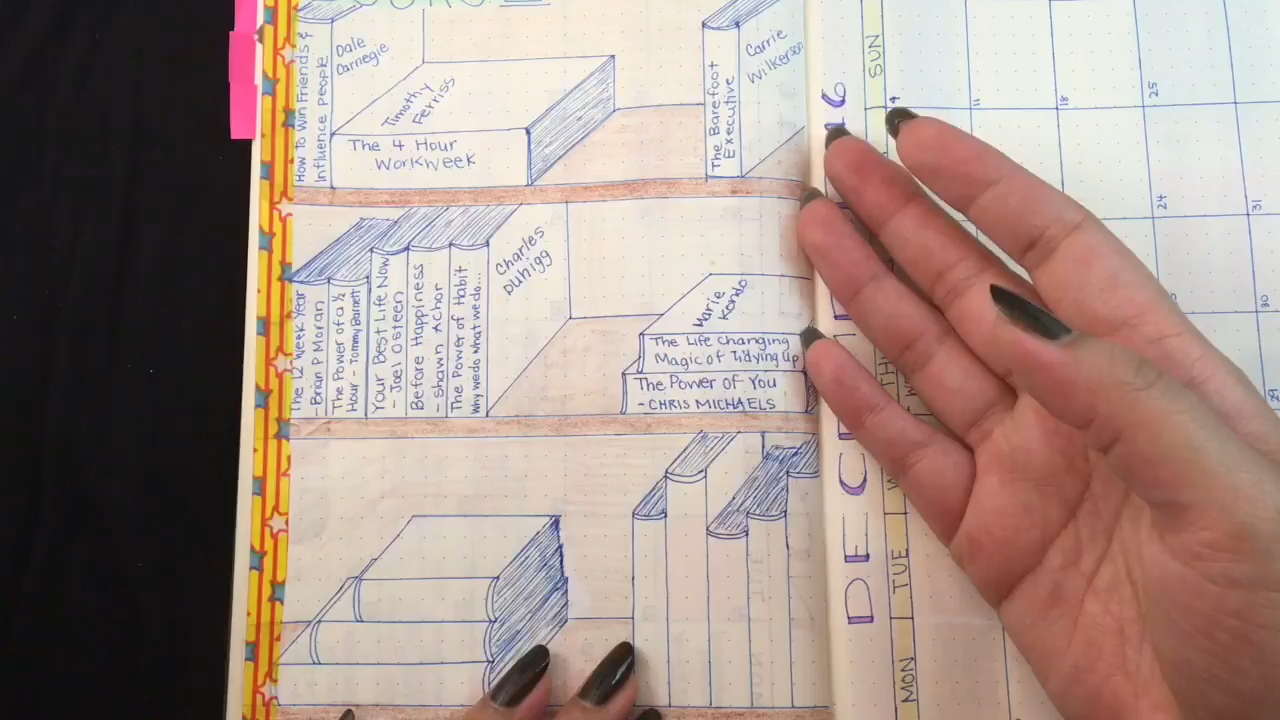 How To Win Friends &
Influence People
Dale
Carnegie
Timothy
Ferriss
The 4 Hour
Workweek
The Barefoot
Executive
Carrie
Wilkerson
The 12 Week Year
- Brian P Moran
The Power of a ½
Hour - Tommy Barnett
Your Best Life Now
- Joel Osteen
Before Happiness
- Shawn Achor
The Power of Habit
Why we do what we do...
Charles
Duhigg
Marie
Kondo
The Life Changing
Magic of Tidying Up
The Power of You
- CHRIS MICHAELS
16
SUN
TUE
MON
4
11
18
25
24
31
30